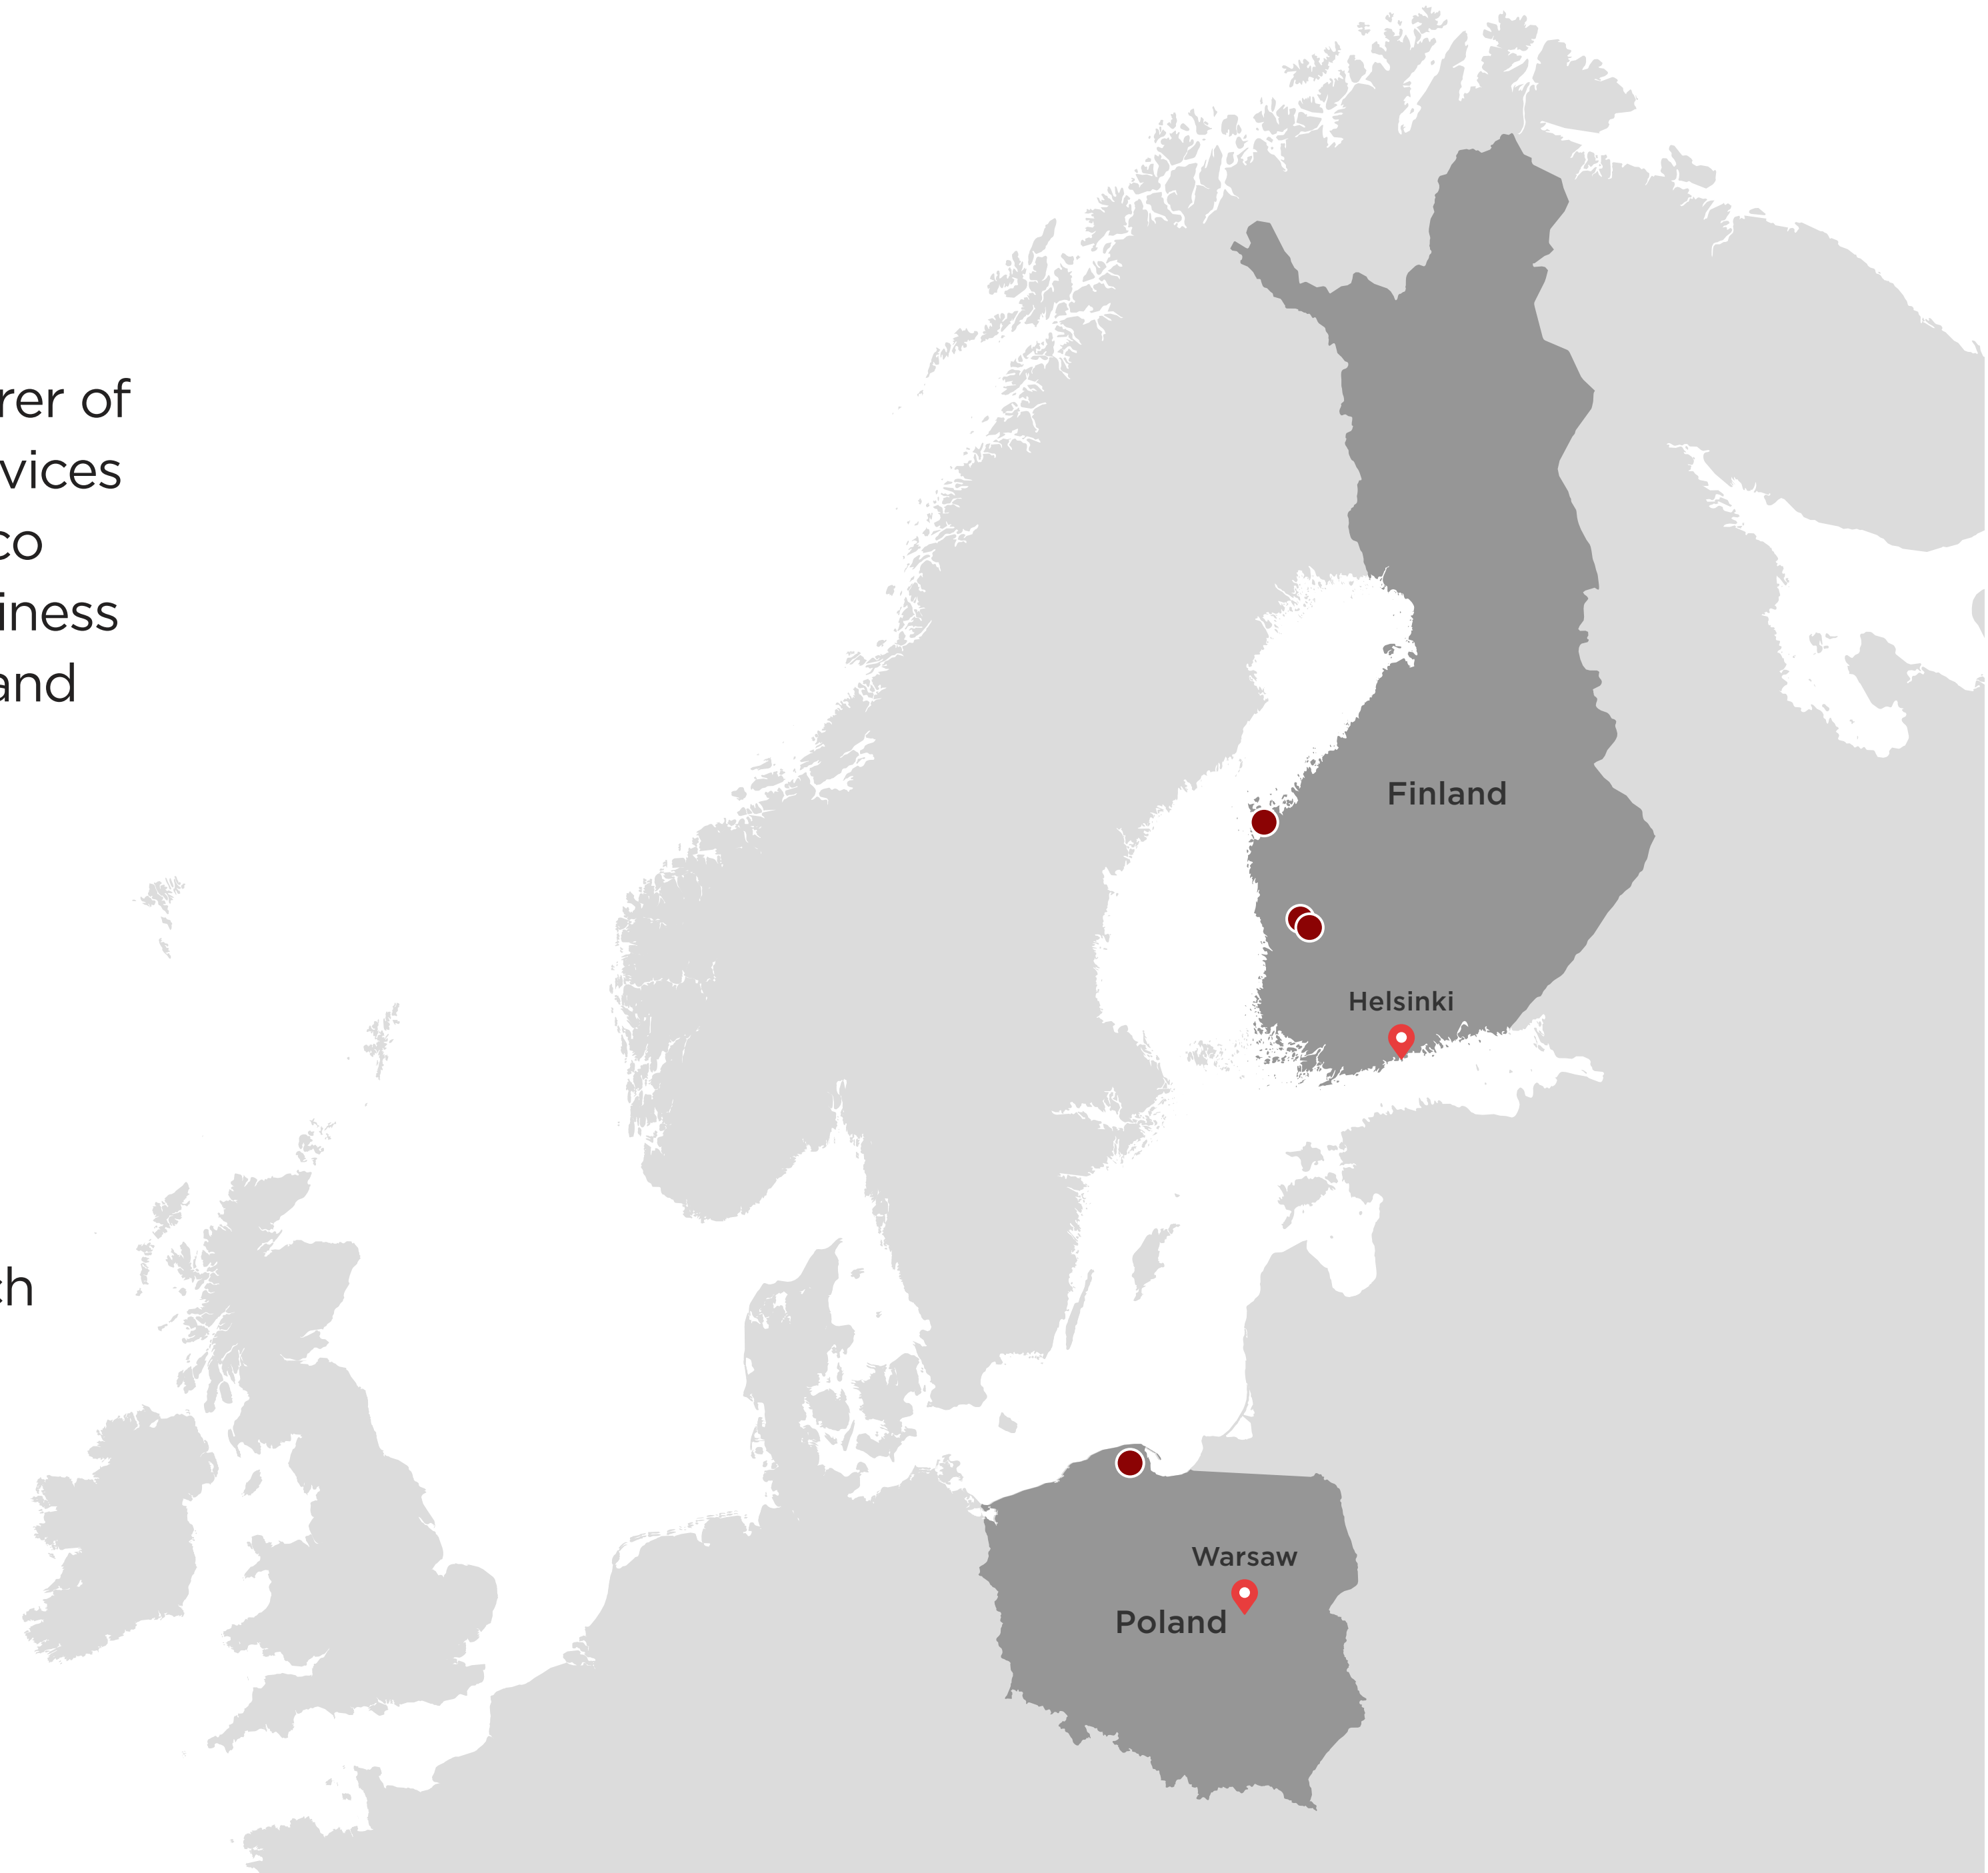 rer of
vices
co
iness
and
ch
Finland
Helsinki
Warsaw
Poland